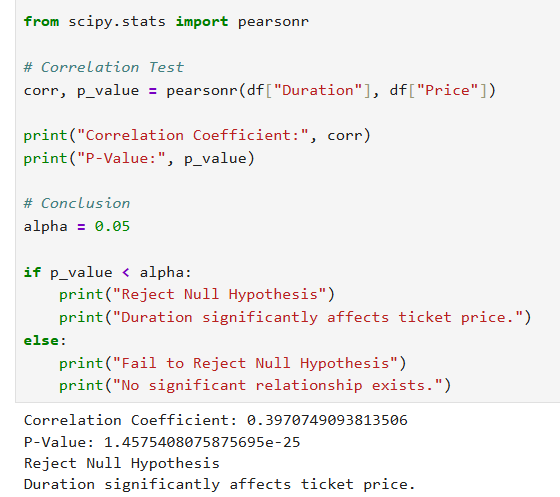 from scipy.stats import pearsonr
# Correlation Test
corr, p_value = pearsonr(df["Duration"], df["Price"])
print("Correlation Coefficient:", corr)
print("P-Value:", p_value)
# Conclusion
alpha = 0.05
if p_value < alpha:
    print("Reject Null Hypothesis")
    print("Duration significantly affects ticket price.")
else:
    print("Fail to Reject Null Hypothesis")
    print("No significant relationship exists.")
Correlation Coefficient: 0.3970749093813506
P-Value: 1.4575408075875695e-25
Reject Null Hypothesis
Duration significantly affects ticket price.